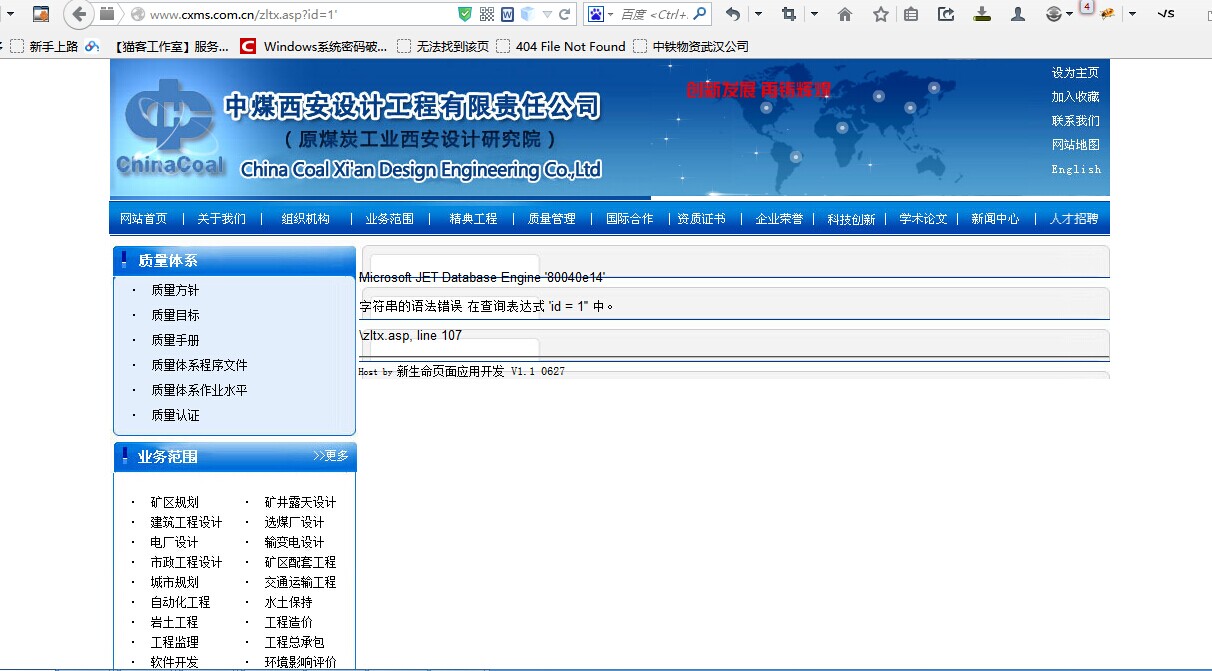 www.cxms.com.cn/zltx.asp?id=1'
百度 <Ctrl+.
4
新手上路 【猫客工作室】服务... Windows系统密码破... 无法找到该页 404 File Not Found 中铁物资武汉公司
中煤西安设计工程有限责任公司
（原煤炭工业西安设计研究院）
ChinaCoal
China Coal Xi'an Design Engineering Co.,Ltd
创新发展 再铸辉煌
设为主页
加入收藏
联系我们
网站地图
English
网站首页 | 关于我们 | 组织机构 | 业务范围 | 精典工程 | 质量管理 | 国际合作 | 资质证书 | 企业荣誉 | 科技创新 | 学术论文 | 新闻中心 | 人才招聘
质量体系
· 质量方针
· 质量目标
· 质量手册
· 质量体系程序文件
· 质量体系作业水平
· 质量认证
Microsoft JET Database Engine '80040e14'
字符串的语法错误 在查询表达式 'id = 1'' 中。
\zltx.asp, line 107
Host by 新生命页面应用开发 V1.1 0627
业务范围 >>更多
· 矿区规划 · 矿井露天设计
· 建筑工程设计 · 选煤厂设计
· 电厂设计 · 输变电设计
· 市政工程设计 · 矿区配套工程
· 城市规划 · 交通运输工程
· 自动化工程 · 水土保持
· 岩土工程 · 工程造价
· 工程监理 · 工程总承包
· 软件开发 · 环境影响评价